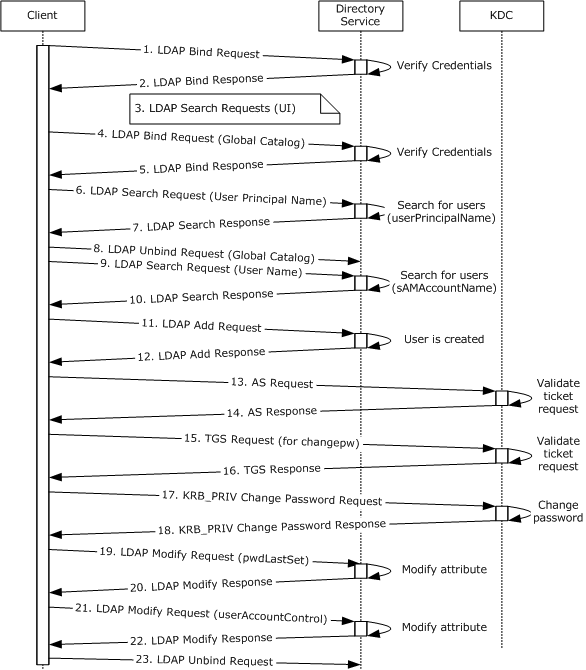 Client
Directory
Service
KDC
1. LDAP Bind Request
Verify Credentials
2. LDAP Bind Response
3. LDAP Search Requests (UI)
4. LDAP Bind Request (Global Catalog)
Verify Credentials
5. LDAP Bind Response
6. LDAP Search Request (User Principal Name)
Search for users
(userPrincipalName)
7. LDAP Search Response
8. LDAP Unbind Request (Global Catalog)
9. LDAP Search Request (User Name)
Search for users
(sAMAccountName)
10. LDAP Search Response
11. LDAP Add Request
User is created
12. LDAP Add Response
13. AS Request
Validate
ticket
request
14. AS Response
15. TGS Request (for changepw)
Validate
ticket
request
16. TGS Response
17. KRB_PRIV Change Password Request
Change
password
18. KRB_PRIV Change Password Response
19. LDAP Modify Request (pwdLastSet)
Modify attribute
20. LDAP Modify Response
21. LDAP Modify Request (userAccountControl)
Modify attribute
22. LDAP Modify Response
23. LDAP Unbind Request